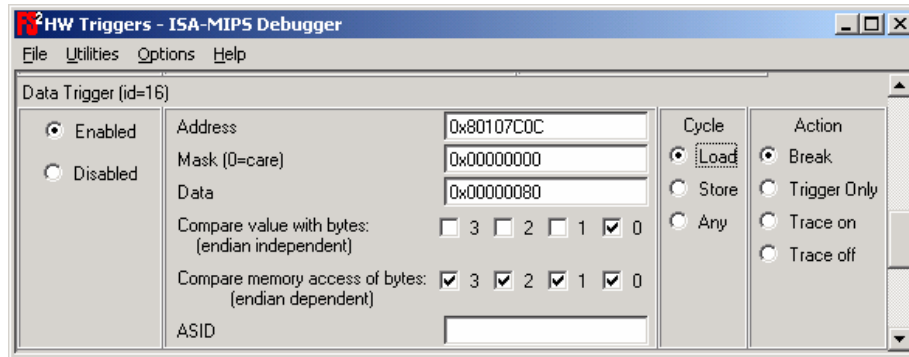 FS2 HW Triggers - ISA-MIPS Debugger
File Utilities Options Help
Data Trigger (id=16)
Enabled
Disabled
Address 0x80107C0C
Mask (0=care) 0x00000000
Data 0x00000080
Compare value with bytes: 3 2 1 0
(endian independent)
Compare memory access of bytes: 3 2 1 0
(endian dependent)
ASID
Cycle
Load
Store
Any
Action
Break
Trigger Only
Trace on
Trace off